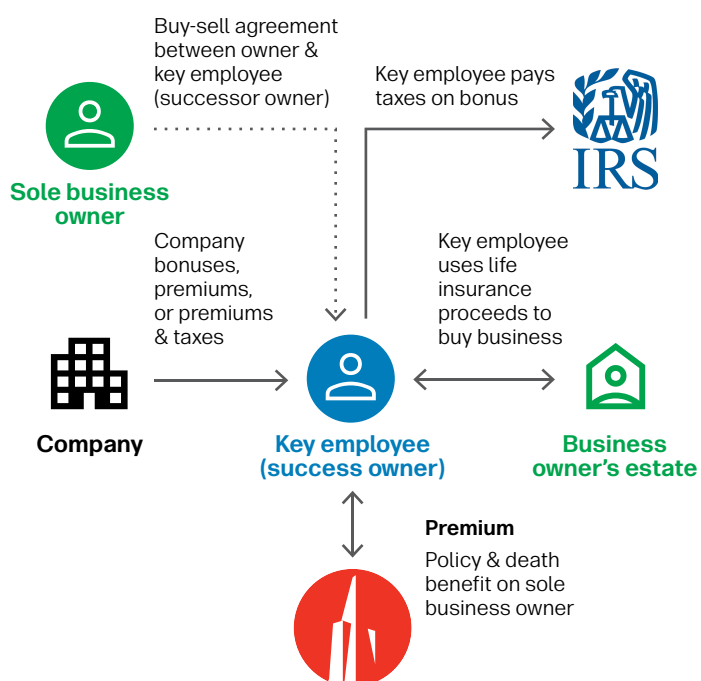 Buy-sell agreement
between owner &
key employee
(successor owner)
Key employee pays
taxes on bonus
IRS
Sole business
owner
Company
bonuses,
premiums,
or premiums
& taxes
Key employee
uses life
insurance
proceeds to
buy business
Company
Key employee
(success owner)
Business
owner's estate
Premium
Policy & death
benefit on sole
business owner